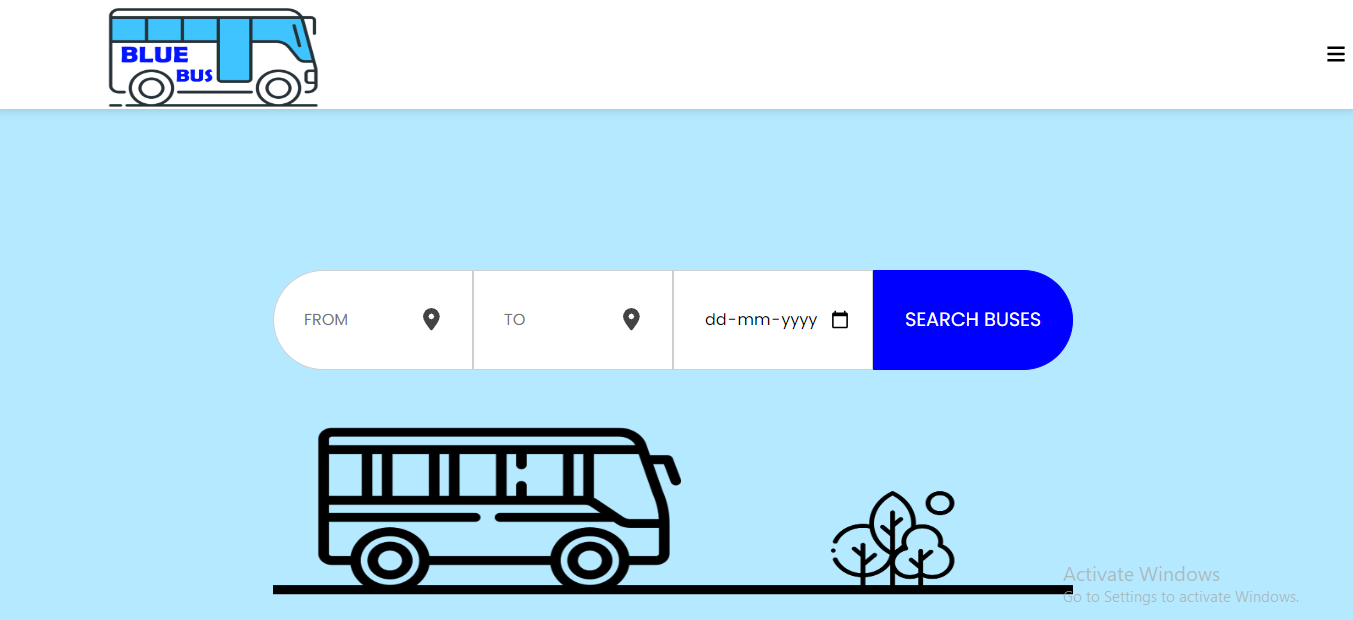 BLUE
BUS
FROM
TO
dd-mm-yyyy
SEARCH BUSES
Activate Windows
Go to Settings to activate Windows.